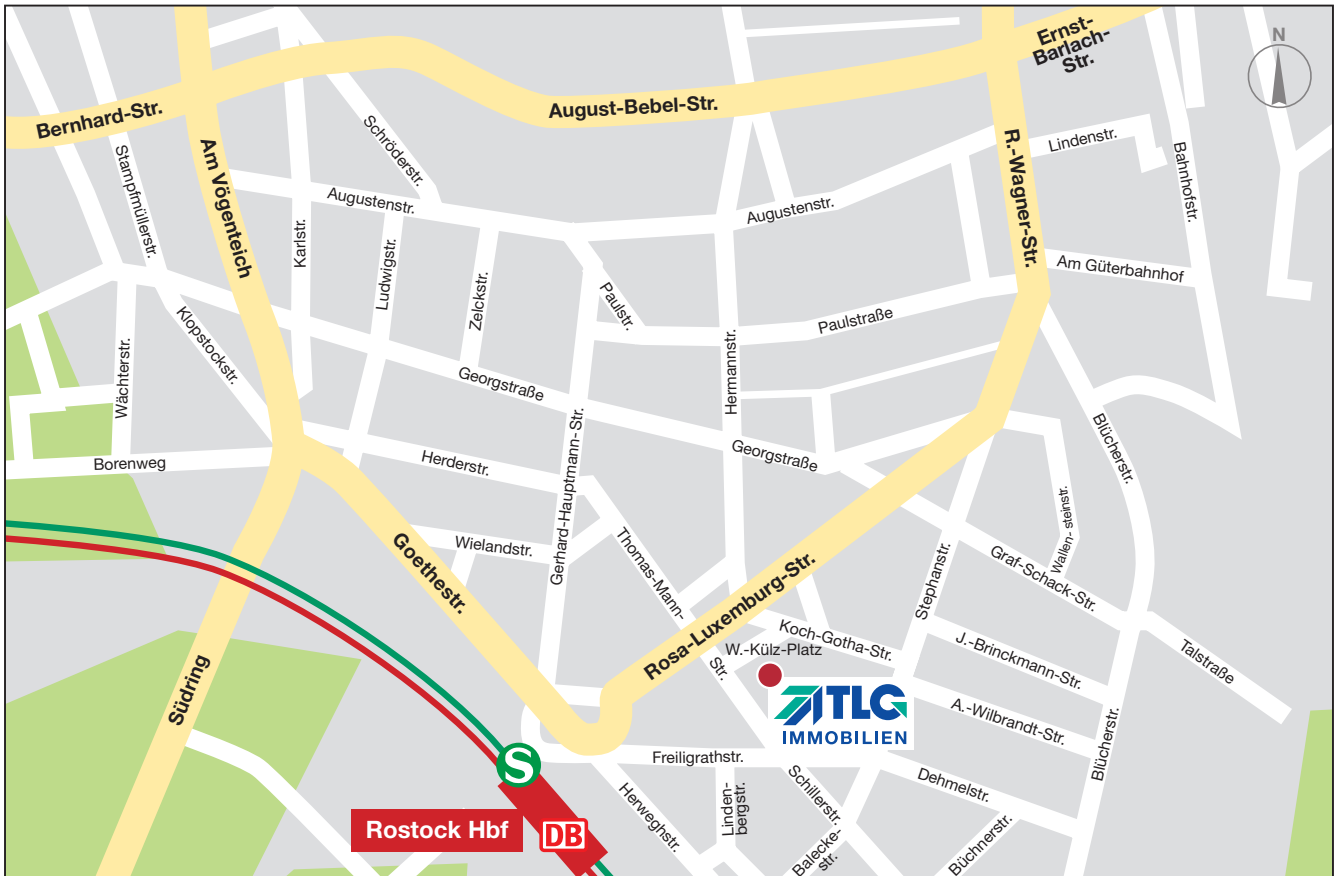 N
Ernst-
Barlach-
Str.
Bernhard-Str.
August-Bebel-Str.
Schröderstr.
Stampfmüllerstr.
Am Vögenteich
R.-Wagner-Str.
Lindenstr.
Bahnhofstr.
Augustenstr.
Augustenstr.
Karlstr.
Ludwigstr.
Zelckstr.
Paulstr.
Am Güterbahnhof
Klopstockstr.
Paulstraße
Wächterstr.
Georgstraße
Hermannstr.
Gerhard-Hauptmann-Str.
Georgstraße
Blücherstr.
Borenweg
Herderstr.
Wallen-steinstr.
Goethestr.
Wielandstr.
Thomas-Mann-
Str.
Graf-Schack-Str.
Stephanstr.
Rosa-Luxemburg-Str.
Koch-Gotha-Str.
W.-Külz-Platz
J.-Brinckmann-Str.
Talstraße
Südring
TLG
IMMOBILIEN
A.-Wilbrandt-Str.
Blücherstr.
Freiligrathstr.
S
Dehmelstr.
Schillerstr.
Herweghstr.
Linden-
bergstr.
Rostock Hbf
DB
Balecke-
str.
Büchnerstr.